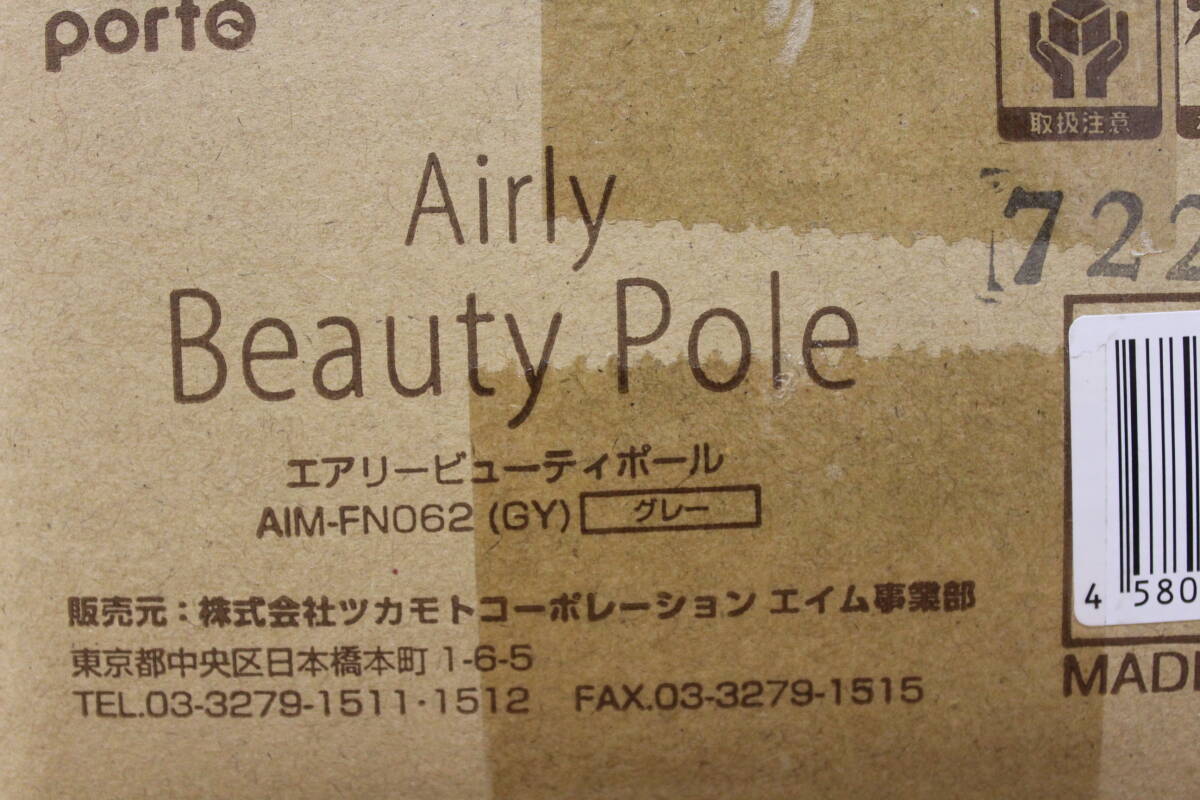 porto
取扱注意
Airly
722
Beauty Pole
エアリービューティポール
AIM-FN062 (GY) グレー
4 580
販売元：株式会社ツカモトコーポレーション エイム事業部
東京都中央区日本橋本町 1-6-5
TEL.03-3279-1511・1512 FAX.03-3279-1515
MADE